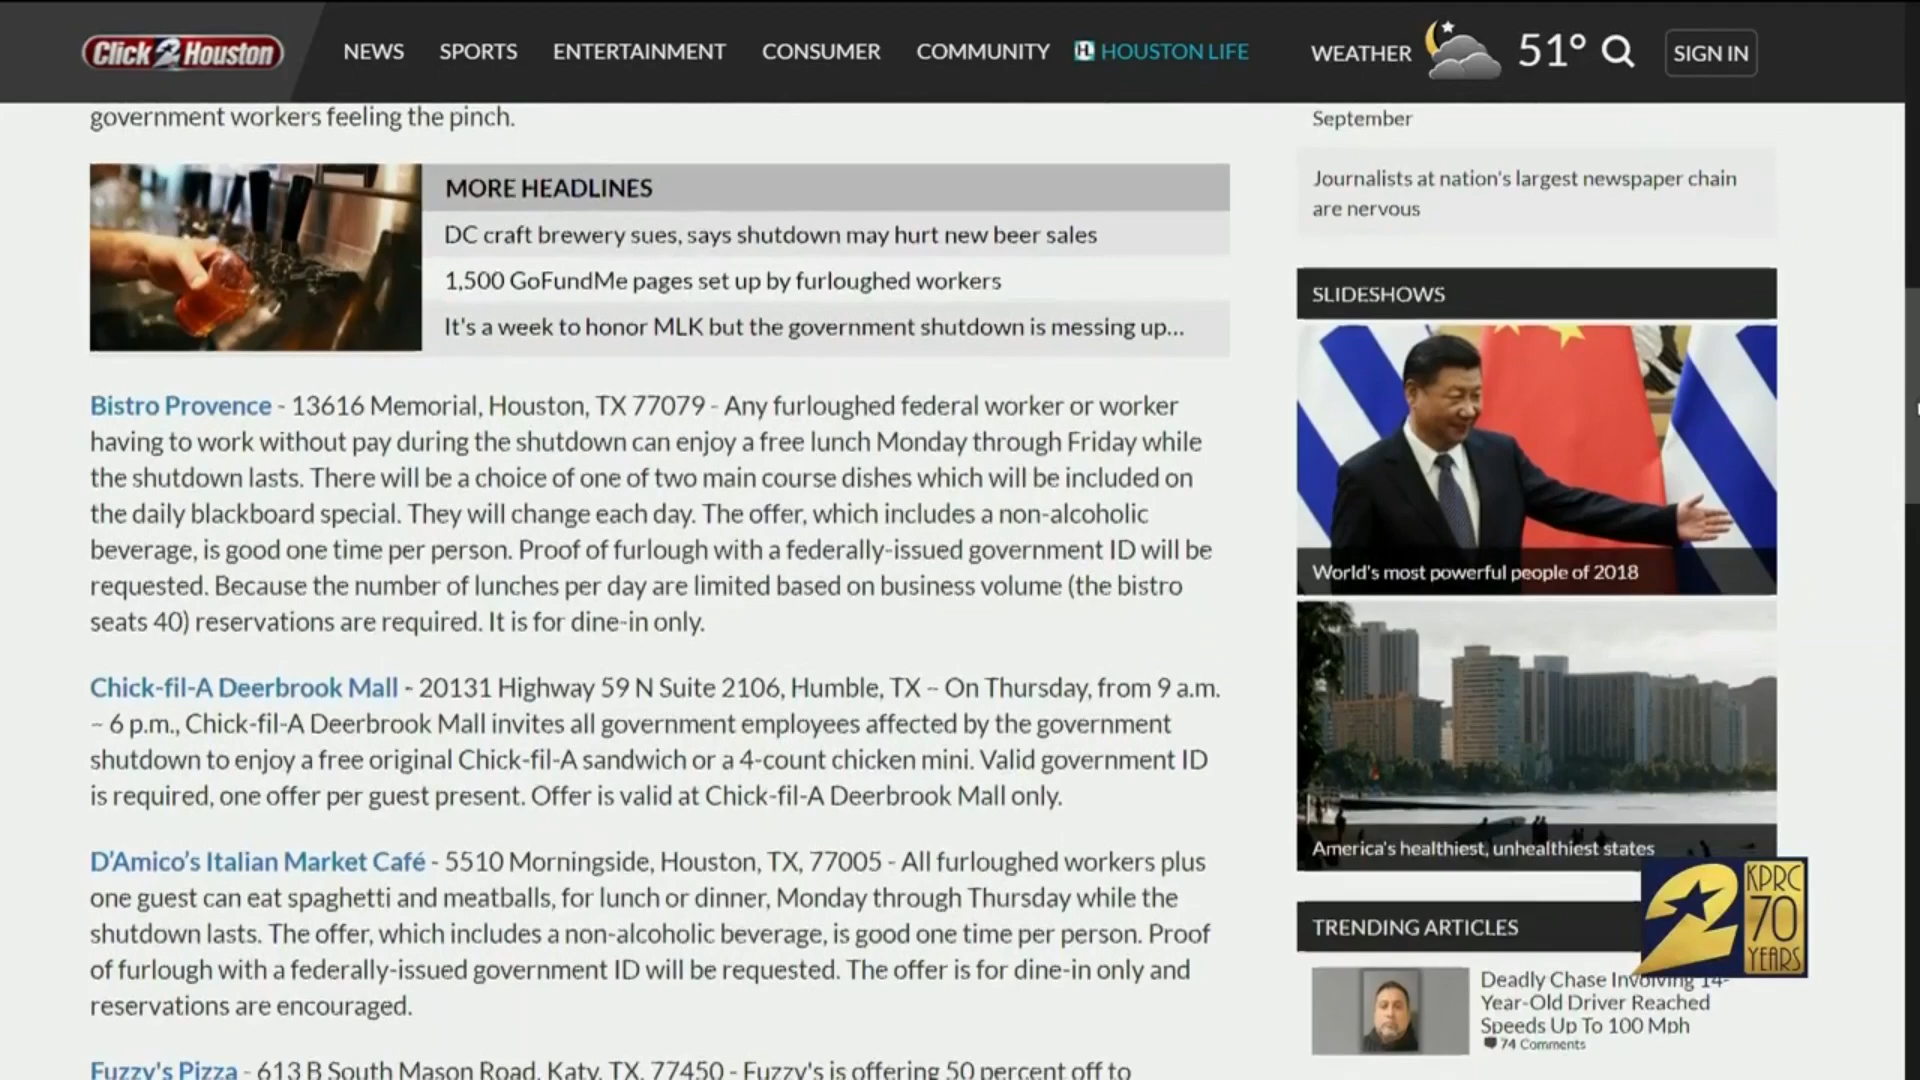 Click2Houston
NEWS SPORTS ENTERTAINMENT CONSUMER COMMUNITY HL HOUSTON LIFE WEATHER 51° SIGN IN
government workers feeling the pinch.
MORE HEADLINES
DC craft brewery sues, says shutdown may hurt new beer sales
1,500 GoFundMe pages set up by furloughed workers
It's a week to honor MLK but the government shutdown is messing up...
Bistro Provence - 13616 Memorial, Houston, TX 77079 - Any furloughed federal worker or worker
having to work without pay during the shutdown can enjoy a free lunch Monday through Friday while
the shutdown lasts. There will be a choice of one of two main course dishes which will be included on
the daily blackboard special. They will change each day. The offer, which includes a non-alcoholic
beverage, is good one time per person. Proof of furlough with a federally-issued government ID will be
requested. Because the number of lunches per day are limited based on business volume (the bistro
seats 40) reservations are required. It is for dine-in only.
Chick-fil-A Deerbrook Mall - 20131 Highway 59 N Suite 2106, Humble, TX – On Thursday, from 9 a.m.
– 6 p.m., Chick-fil-A Deerbrook Mall invites all government employees affected by the government
shutdown to enjoy a free original Chick-fil-A sandwich or a 4-count chicken mini. Valid government ID
is required, one offer per guest present. Offer is valid at Chick-fil-A Deerbrook Mall only.
D’Amico’s Italian Market Café - 5510 Morningside, Houston, TX, 77005 - All furloughed workers plus
one guest can eat spaghetti and meatballs, for lunch or dinner, Monday through Thursday while the
shutdown lasts. The offer, which includes a non-alcoholic beverage, is good one time per person. Proof
of furlough with a federally-issued government ID will be requested. The offer is for dine-in only and
reservations are encouraged.
Fuzzy's Pizza - 613 B South Mason Road, Katy, TX, 77450 - Fuzzy's is offering 50 percent off to
September
Journalists at nation's largest newspaper chain
are nervous
SLIDESHOWS
World's most powerful people of 2018
America's healthiest, unhealthiest states
TRENDING ARTICLES
Deadly Chase Involving 14-
Year-Old Driver Reached
Speeds Up To 100 Mph
74 Comments
2
KPRC
70
YEARS